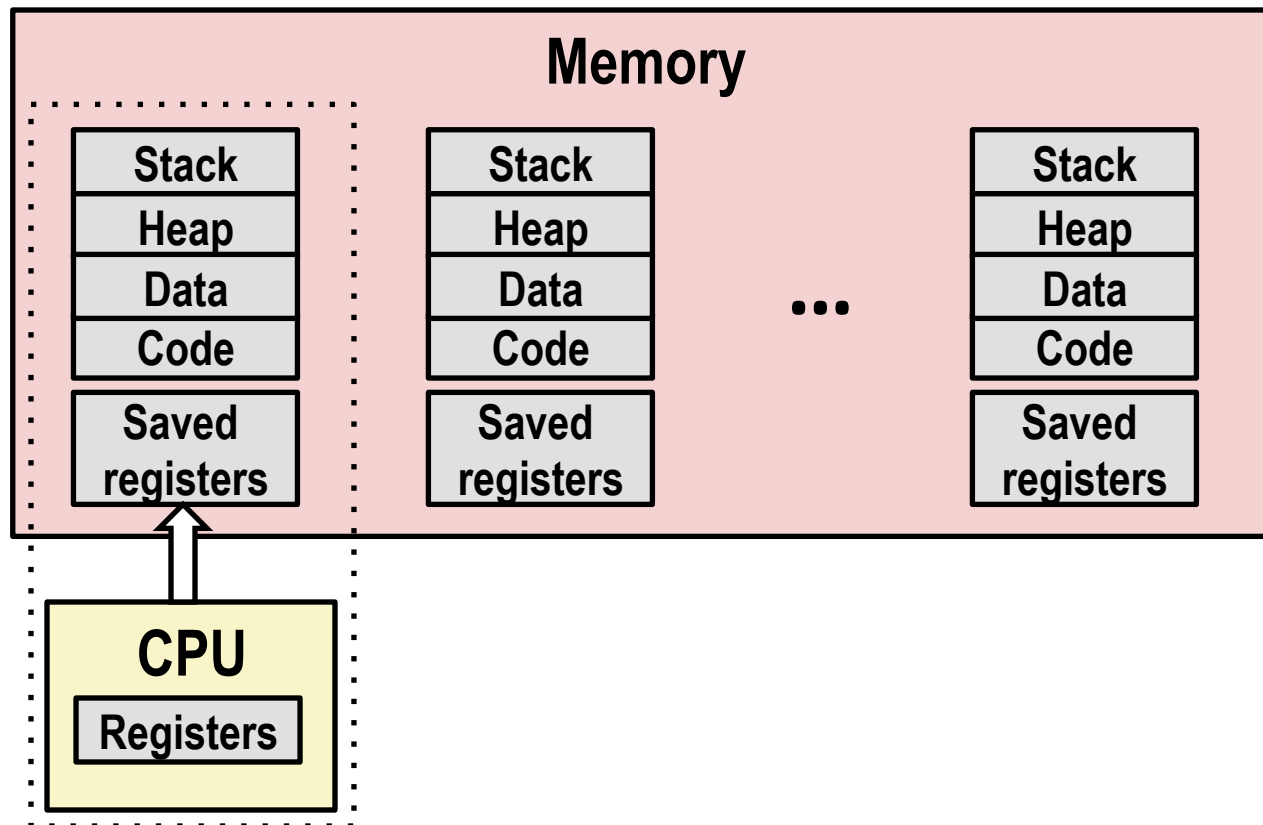 Memory
Stack
Heap
Data
Code
Saved
registers
Stack
Heap
Data
Code
Saved
registers
...
Stack
Heap
Data
Code
Saved
registers
CPU
Registers